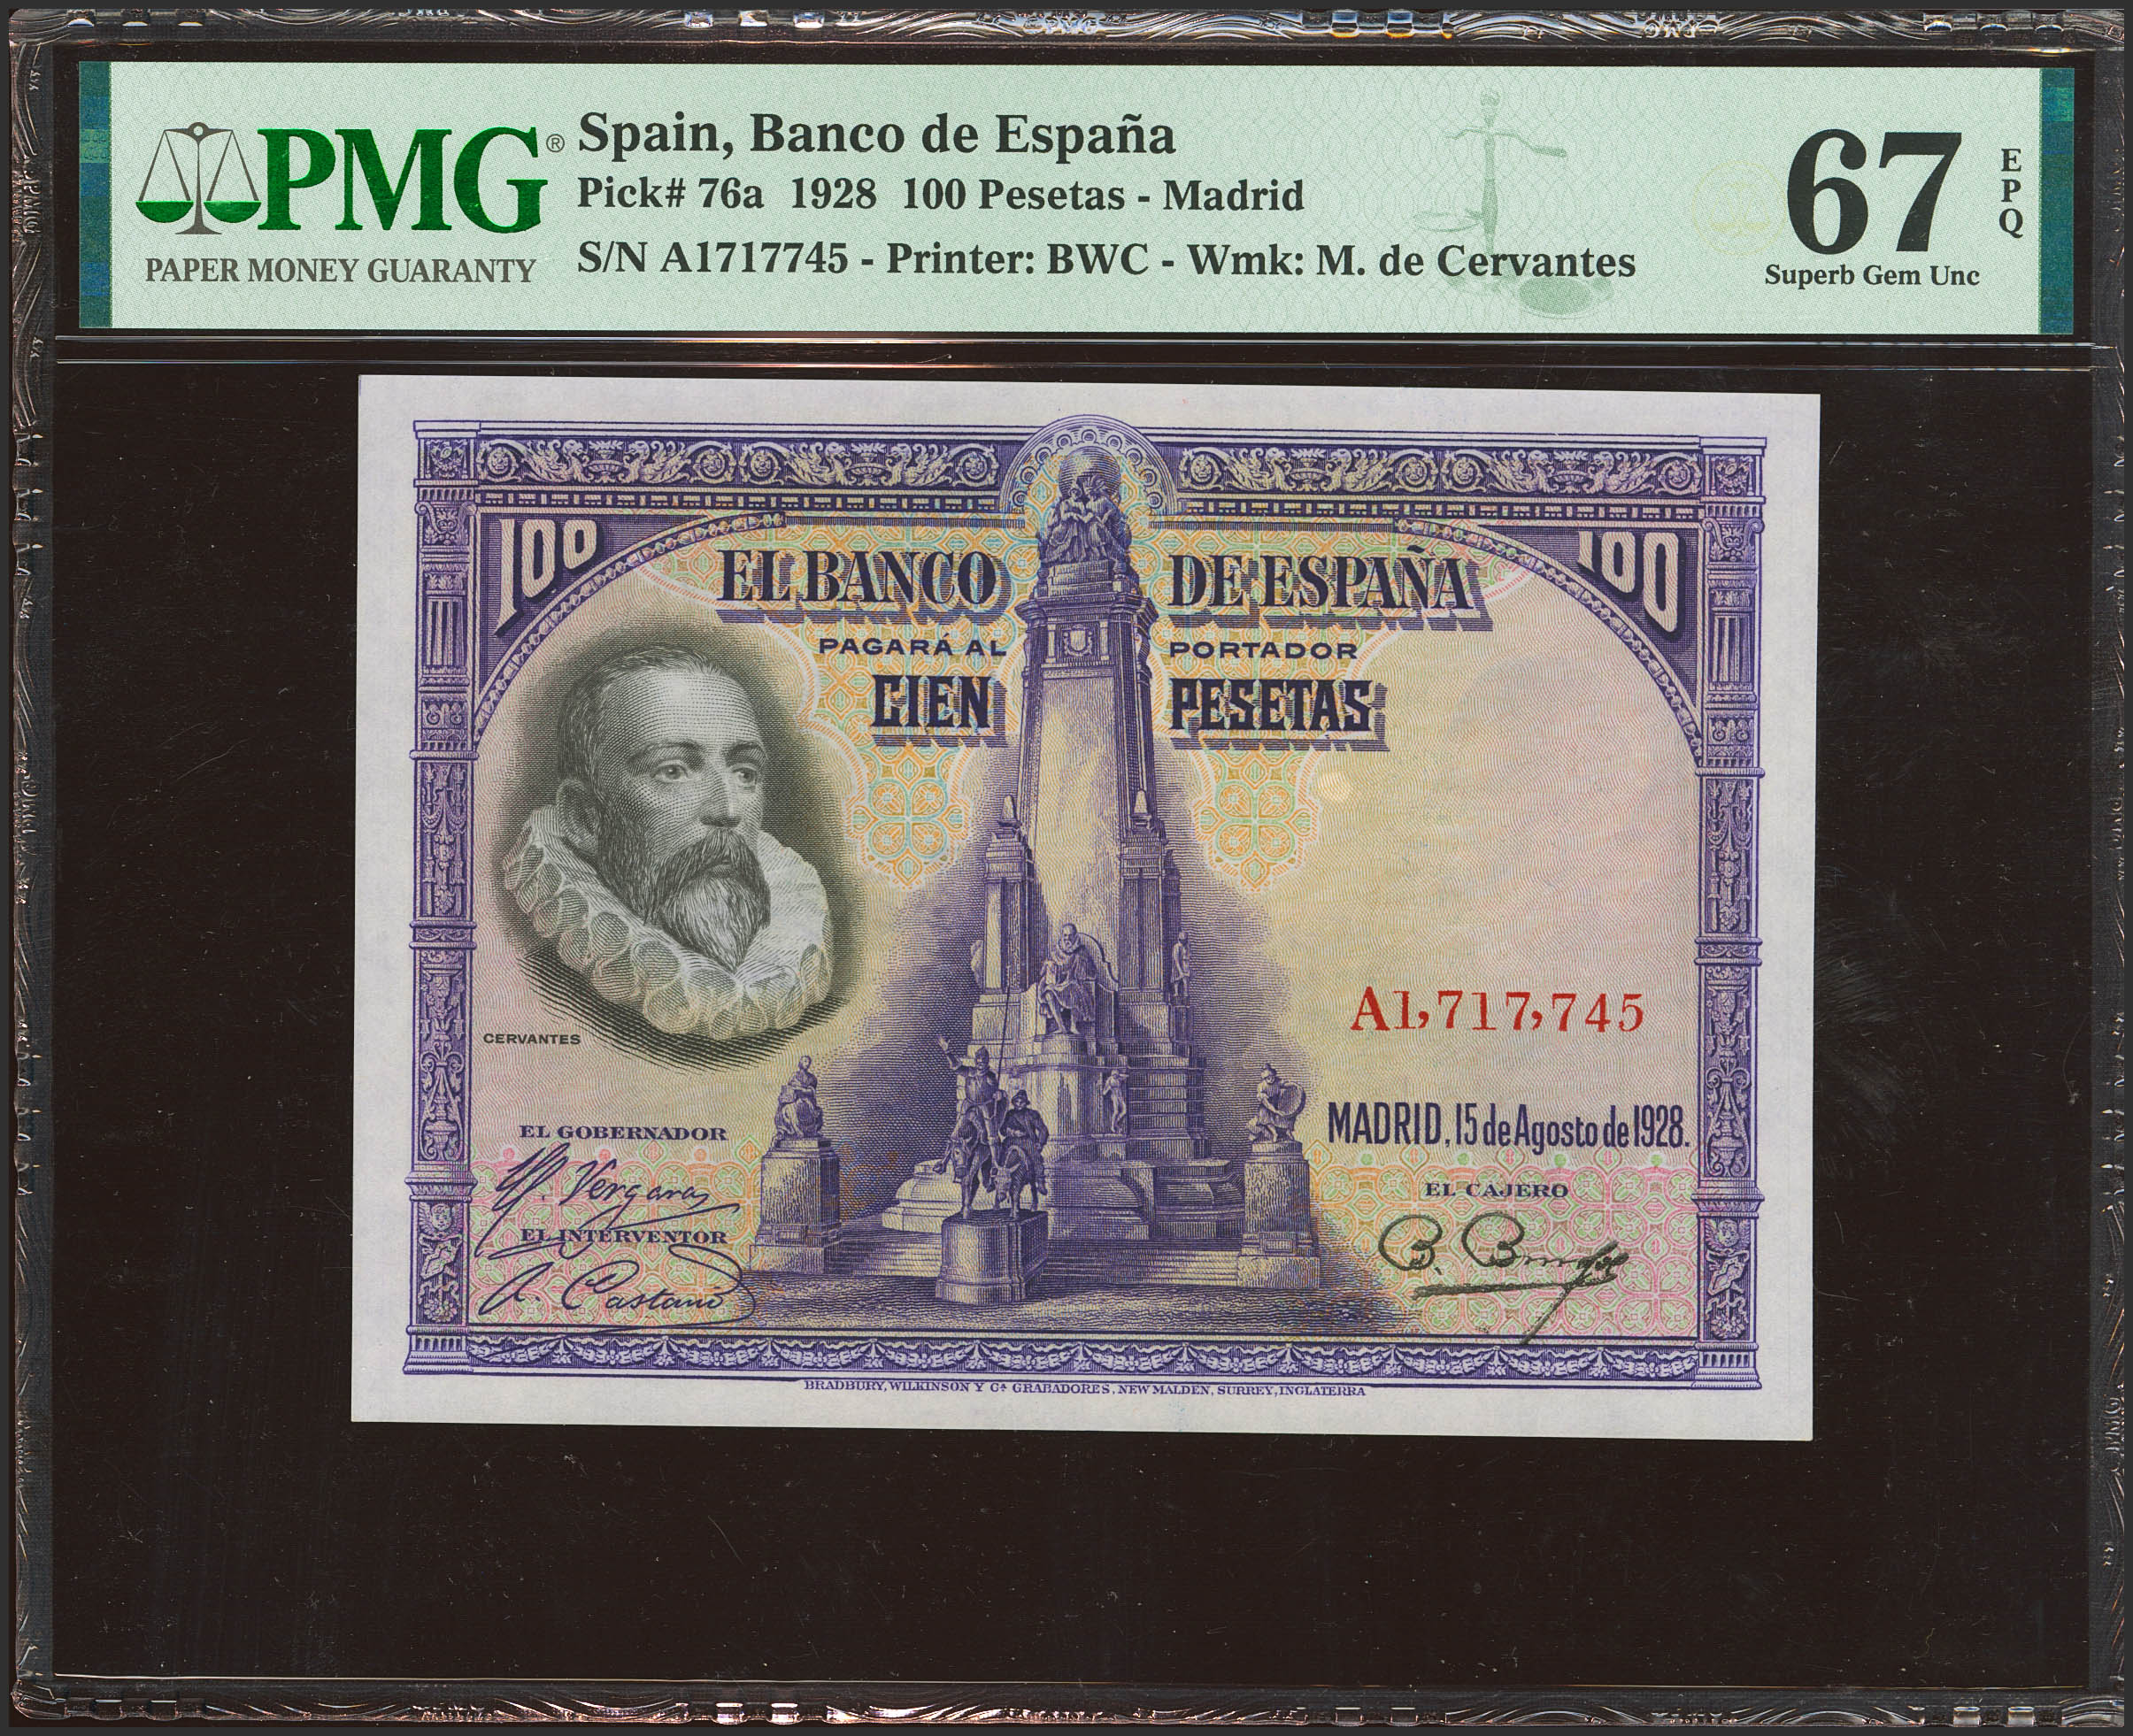 PMG®
PAPER MONEY GUARANTY
Spain, Banco de España
Pick# 76a 1928 100 Pesetas - Madrid
S/N A1717745 - Printer: BWC - Wmk: M. de Cervantes
67
EPQ
Superb Gem Unc
100
100
EL BANCO DE ESPAÑA
PAGARÁ AL PORTADOR
CIEN PESETAS
CERVANTES
A1,717,745
MADRID, 15 de Agosto de 1928.
EL GOBERNADOR
Vergara
EL INTERVENTOR
A. Castaño
EL CAJERO
BRADBURY, WILKINSON Y Cª GRABADORES, NEW MALDEN, SURREY, INGLATERRA